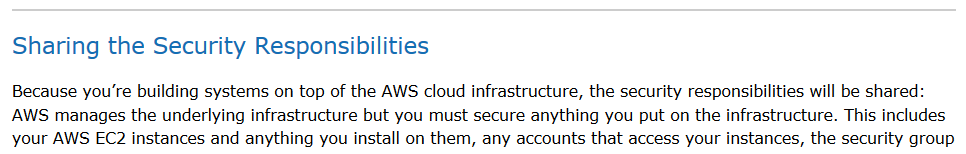 Sharing the Security Responsibilities
Because you’re building systems on top of the AWS cloud infrastructure, the security responsibilities will be shared:
AWS manages the underlying infrastructure but you must secure anything you put on the infrastructure. This includes
your AWS EC2 instances and anything you install on them, any accounts that access your instances, the security group